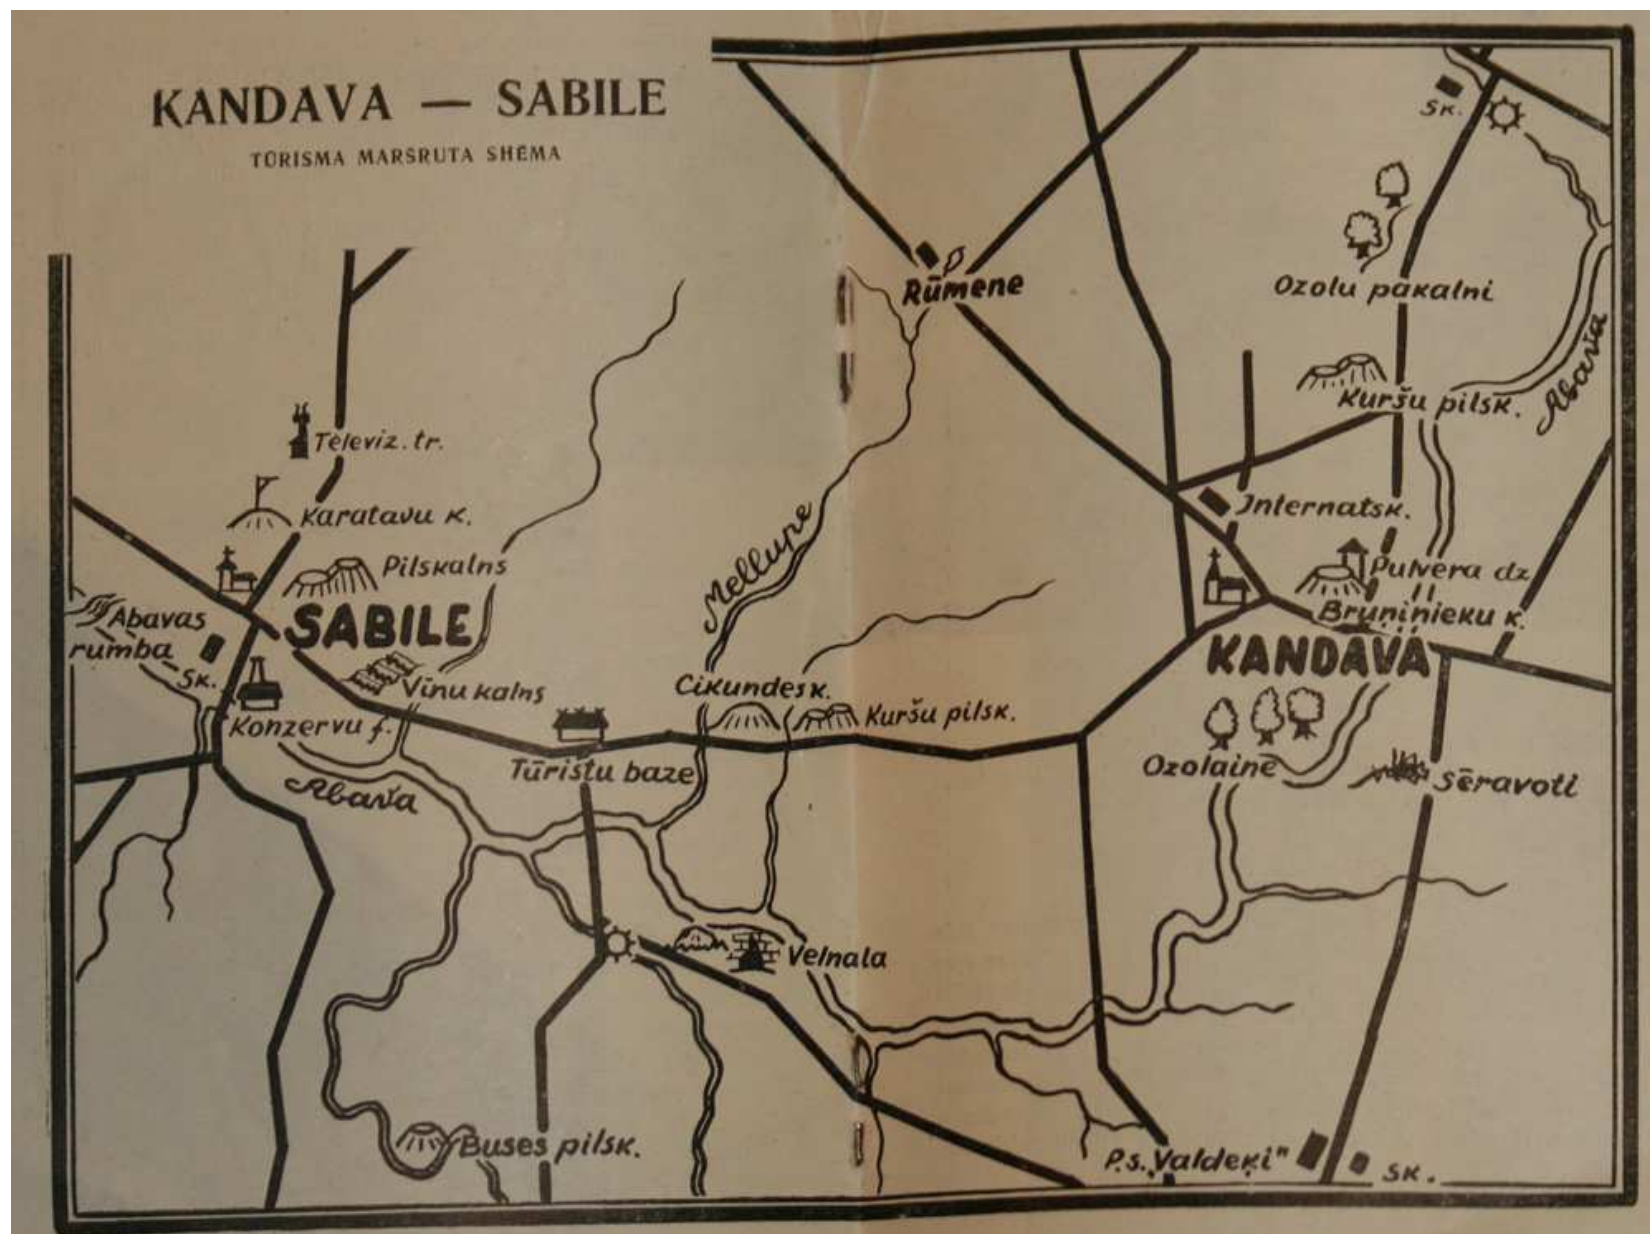 KANDAVA — SABILE
TŪRISMA MARŠRUTA SHĒMA
Sk.
Rūmene
Ozolu pakalni
Abava
Kuršu pilsk.
Televiz. tr.
Karatavu k.
Internatsk.
Pilskalns
Mellupe
Pulvera dz
Abavas
rumba
SABILE
Bruņinieku k.
KANDAVA
Sk.
Vīnu kalns
Cikundesk.
Kuršu pilsk.
Konzervu f.
Tūristu baze
Ozolaine
Sēravoti
Abava
Velnala
Buses pilsk.
P.s. „Valdeķi"
sk.